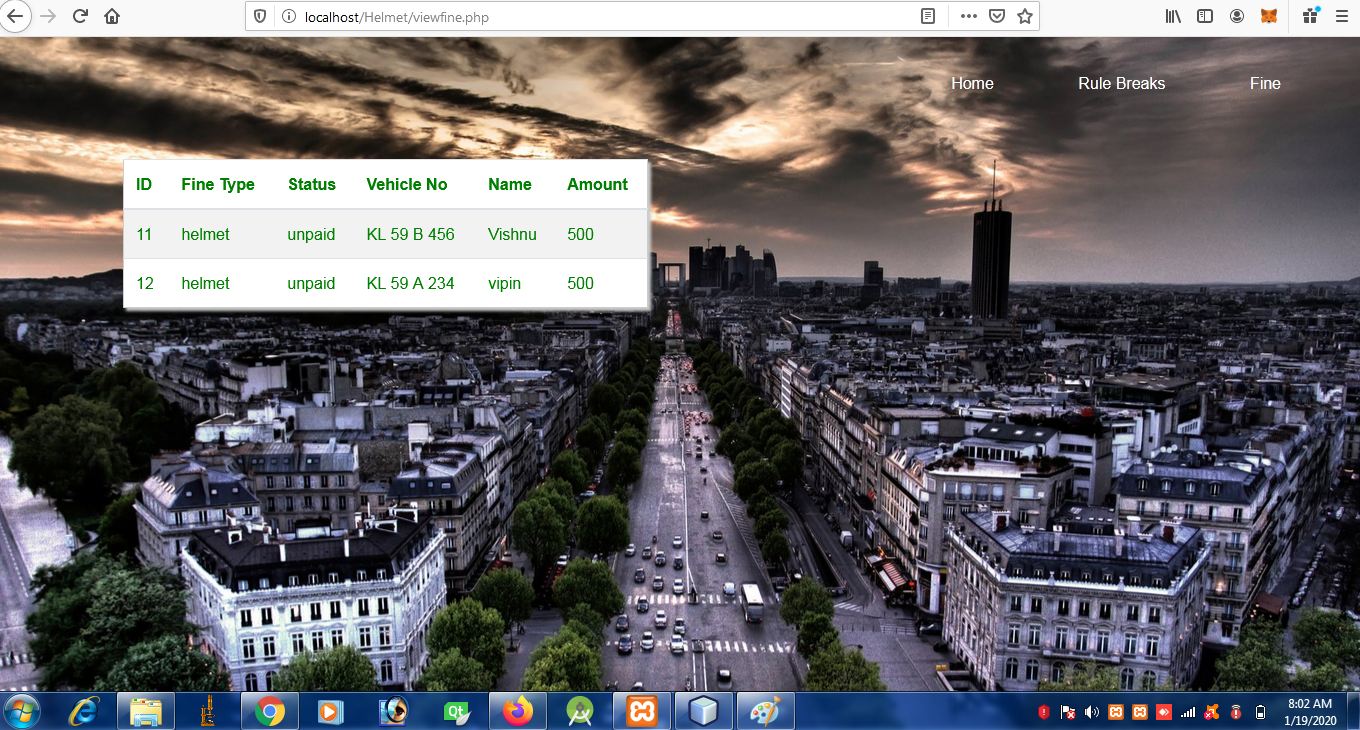 localhost/Helmet/viewfine.php
Home Rule Breaks Fine
ID Fine Type Status Vehicle No Name Amount
11 helmet unpaid KL 59 B 456 Vishnu 500
12 helmet unpaid KL 59 A 234 vipin 500
Qt
8:02 AM
1/19/2020